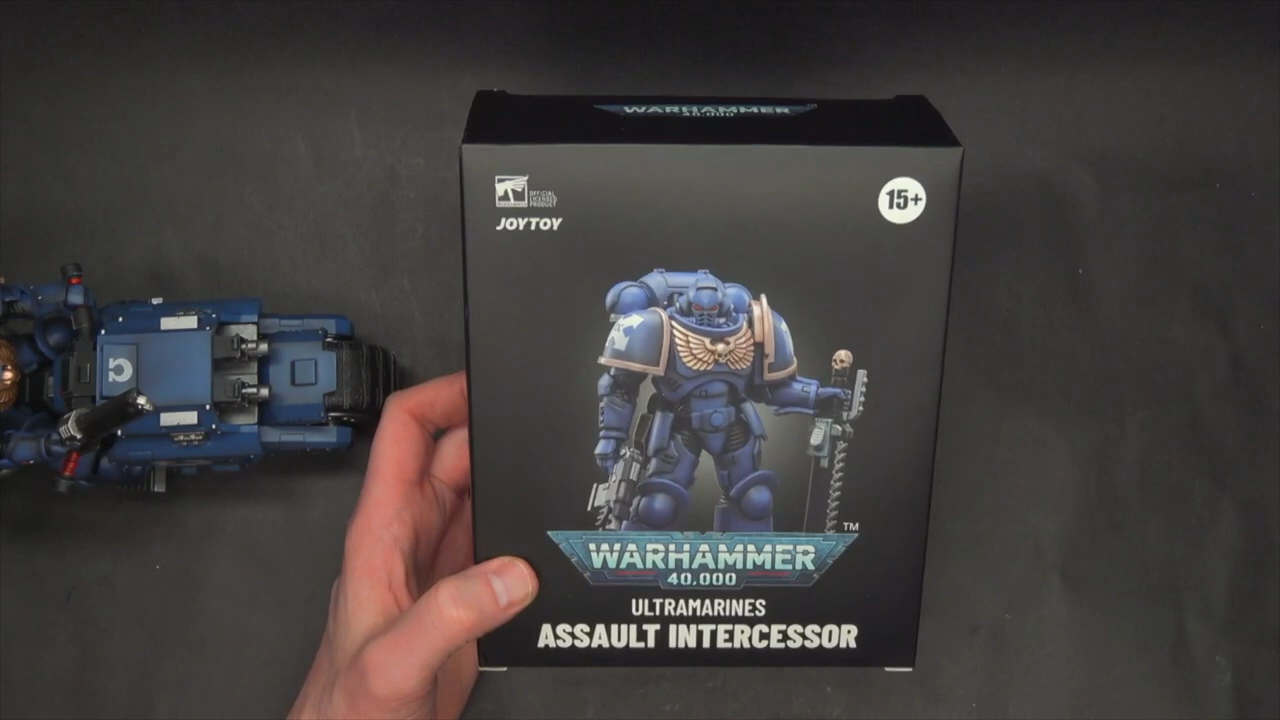 WARHAMMER
40,000
OFFICIAL
LICENSED
PRODUCT
JOYTOY
15+
TM
WARHAMMER
40,000
ULTRAMARINES
ASSAULT INTERCESSOR
Ω